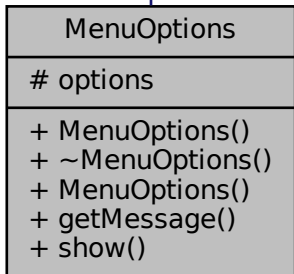 MenuOptions
# options
+ MenuOptions()
+ ~MenuOptions()
+ MenuOptions()
+ getMessage()
+ show()